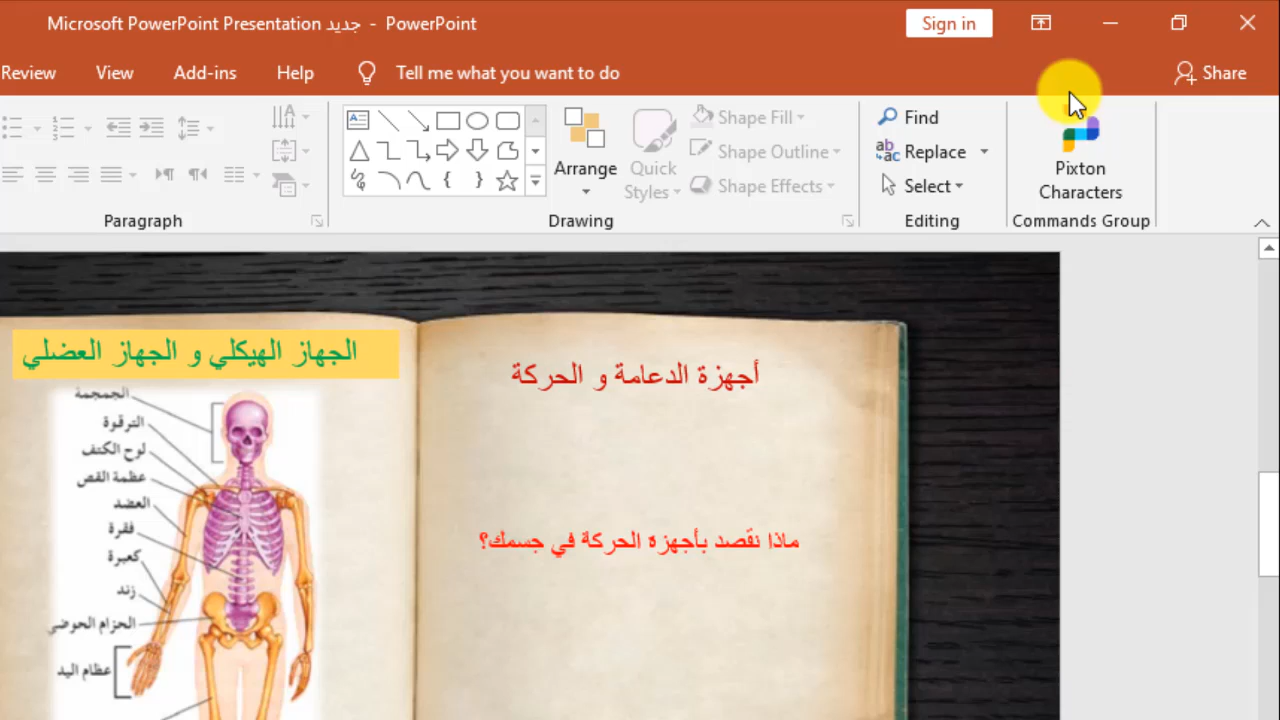 Microsoft PowerPoint Presentation جديد - PowerPoint
Sign in
Review
View
Add-ins
Help
Tell me what you want to do
Share
Arrange
Quick Styles
Shape Fill
Shape Outline
Shape Effects
Find
Replace
Select
Pixton
Characters
Paragraph
Drawing
Editing
Commands Group
أجهزة الدعامة و الحركة
ماذا نقصد بأجهزه الحركة في جسمك؟
الجهاز الهيكلي و الجهاز العضلي
الجمجمة
الترقوة
لوح الكتف
عظمة القص
العضد
فقرة
كعبرة
زند
الحزام الحوضي
عظام اليد